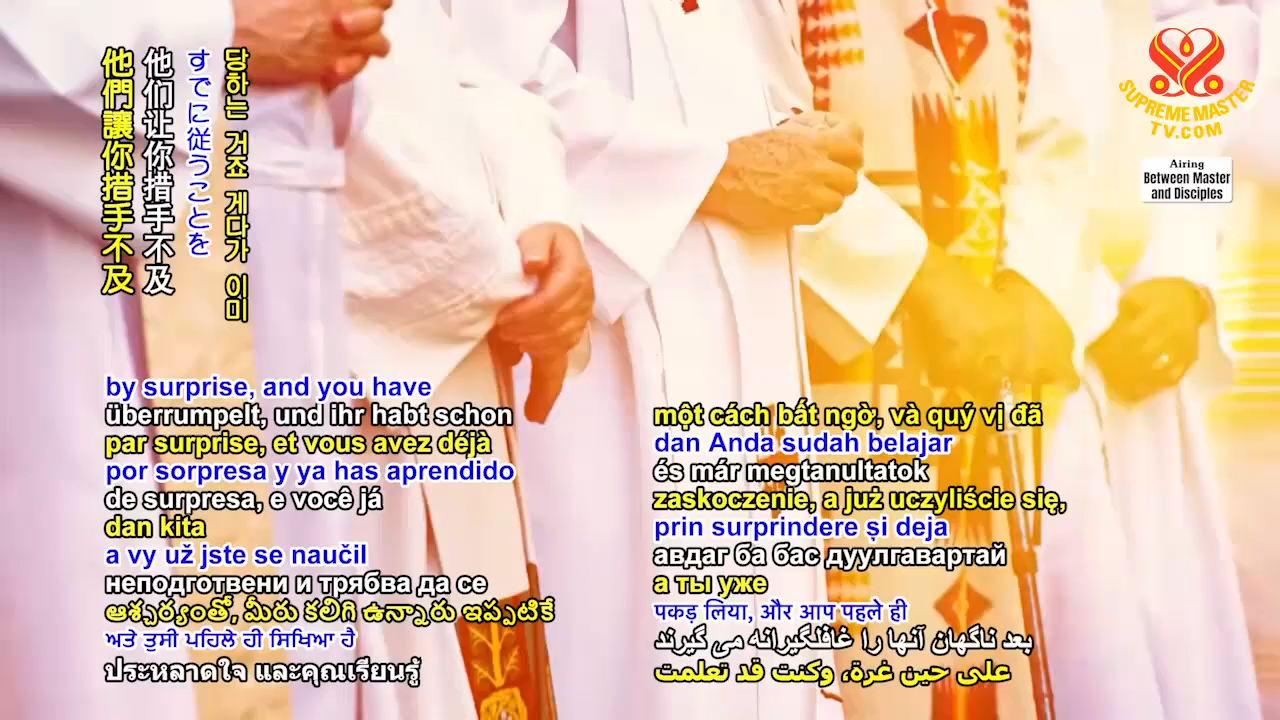 他們讓你措手不及
他们让你措手不及
すでに従うことを
당하는 거죠 게다가 이미
SUPREME MASTER
TV.COM
Airing
Between Master
and Disciples
by surprise, and you have
überrumpelt, und ihr habt schon
par surprise, et vous avez déjà
por sorpresa y ya has aprendido
de surpresa, e você já
dan kita
a vy už jste se naučil
неподготвени и трябва да се
ఆశ్చర్యంతో, మీరు కలిగి ఉన్నారు ఇప్పటికే
ਅਤੇ ਤੁਸੀ ਪਹਿਲੇ ਹੀ ਸਿਖਿਆ ਹੈ
ประหลาดใจ และคุณเรียนรู้
một cách bất ngờ, và quý vị đã
dan Anda sudah belajar
és már megtanultatok
zaskoczenie, a już uczyliście się,
prin surprindere și deja
авдаг ба бас дуулгавартай
а ты уже
पकड़ लिया, और आप पहले ही
بعد ناگهان آنها را غافلگیرانه می گیرند
على حين غرة، وكنت قد تعلمت